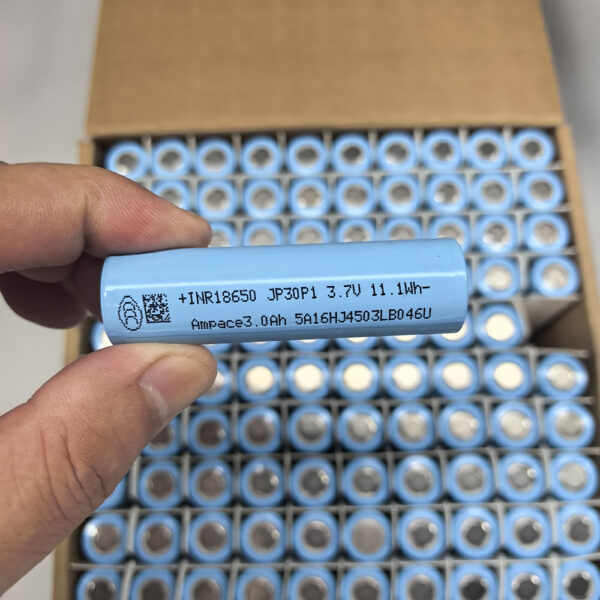 +INR18650 JP30P1 3.7V 11.1Wh-
Ampace3.0Ah 5A16HJ4503LB046U